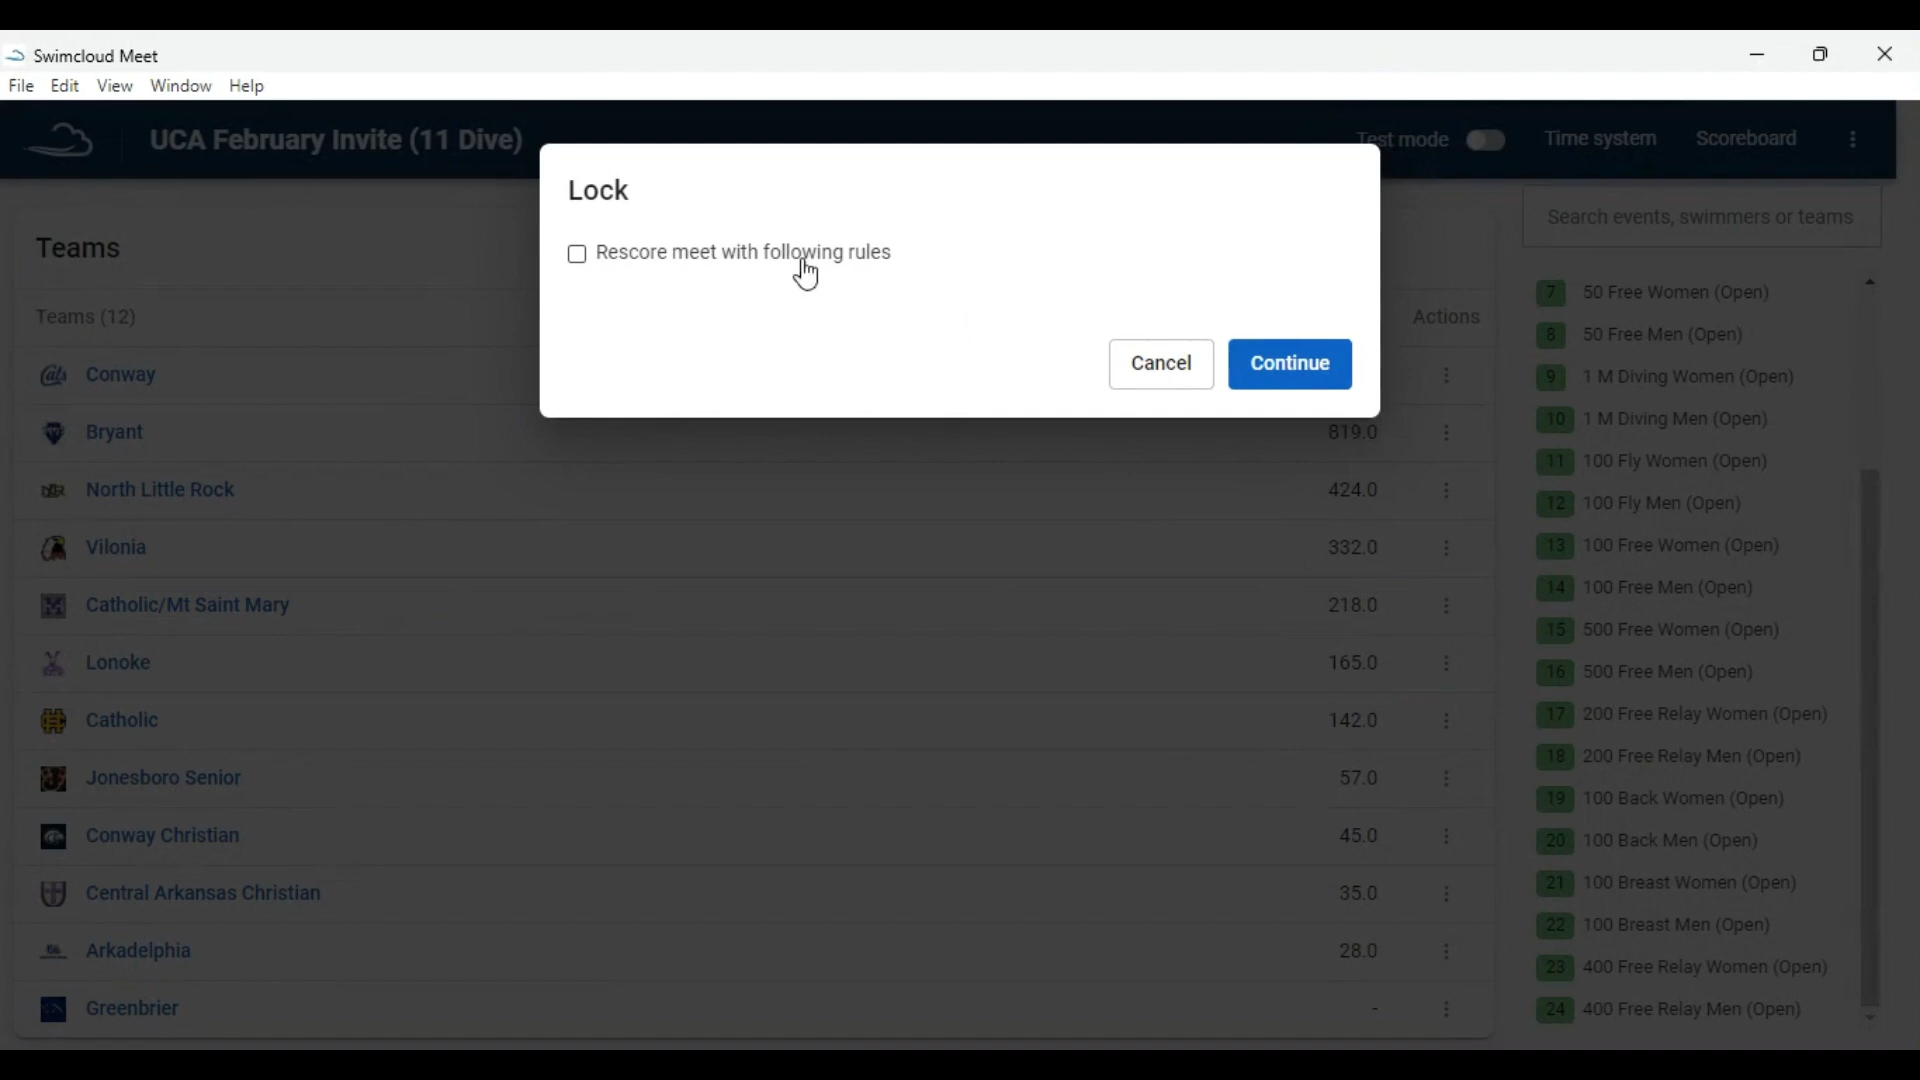 Swimcloud Meet
File Edit View Window Help
UCA February Invite (11 Dive)
Test mode Time system Scoreboard
Lock
Rescore meet with following rules
Cancel Continue
Teams
Teams (12) Actions
Conway
Bryant 819.0
North Little Rock 424.0
Vilonia 332.0
Catholic/Mt Saint Mary 218.0
Lonoke 165.0
Catholic 142.0
Jonesboro Senior 57.0
Conway Christian 45.0
Central Arkansas Christian 35.0
Arkadelphia 28.0
Greenbrier -
Search events, swimmers or teams
7 50 Free Women (Open)
8 50 Free Men (Open)
9 1 M Diving Women (Open)
10 1 M Diving Men (Open)
11 100 Fly Women (Open)
12 100 Fly Men (Open)
13 100 Free Women (Open)
14 100 Free Men (Open)
15 500 Free Women (Open)
16 500 Free Men (Open)
17 200 Free Relay Women (Open)
18 200 Free Relay Men (Open)
19 100 Back Women (Open)
20 100 Back Men (Open)
21 100 Breast Women (Open)
22 100 Breast Men (Open)
23 400 Free Relay Women (Open)
24 400 Free Relay Men (Open)